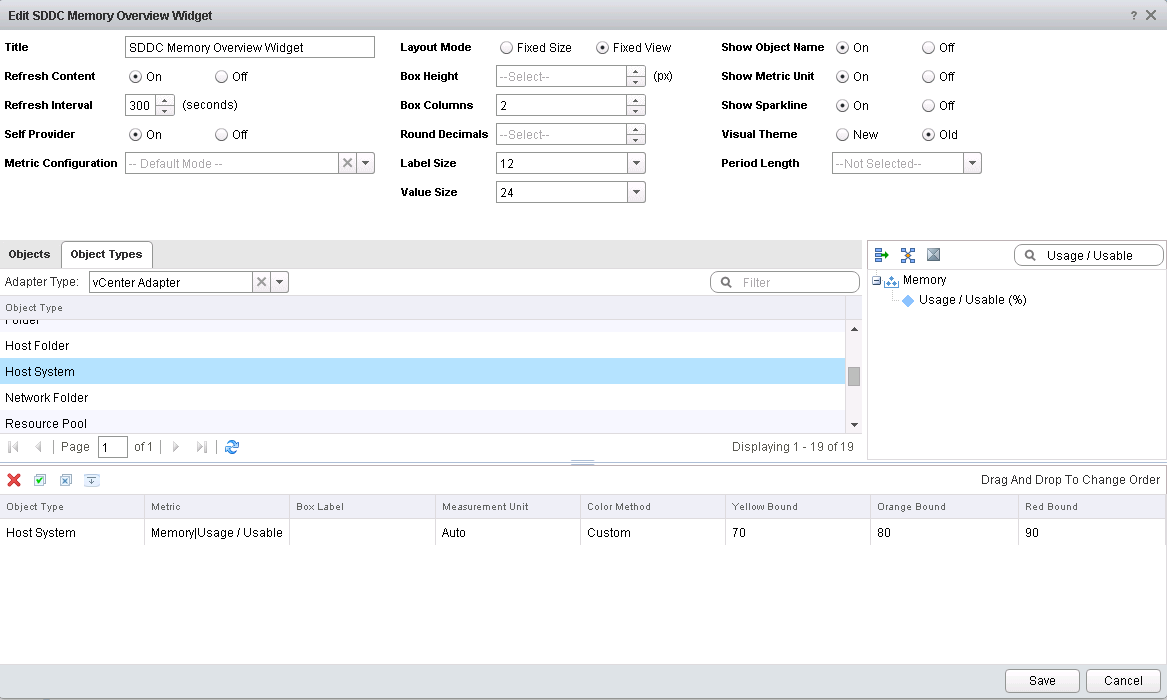 Edit SDDC Memory Overview Widget ?
Title SDDC Memory Overview Widget Layout Mode Fixed Size Fixed View Show Object Name On Off
Refresh Content On Off Box Height --Select-- (px) Show Metric Unit On Off
Refresh Interval 300 (seconds) Box Columns 2 Show Sparkline On Off
Self Provider On Off Round Decimals --Select-- Visual Theme New Old
Metric Configuration -- Default Mode -- Label Size 12 Period Length --Not Selected--
Value Size 24
Objects Object Types Usage / Usable
Adapter Type: vCenter Adapter Filter
Memory
Usage / Usable (%)
Object Type
Folder
Host Folder
Host System
Network Folder
Resource Pool
Page 1 of 1 Displaying 1 - 19 of 19
Drag And Drop To Change Order
Object Type Metric Box Label Measurement Unit Color Method Yellow Bound Orange Bound Red Bound
Host System Memory|Usage / Usable Auto Custom 70 80 90
Save Cancel